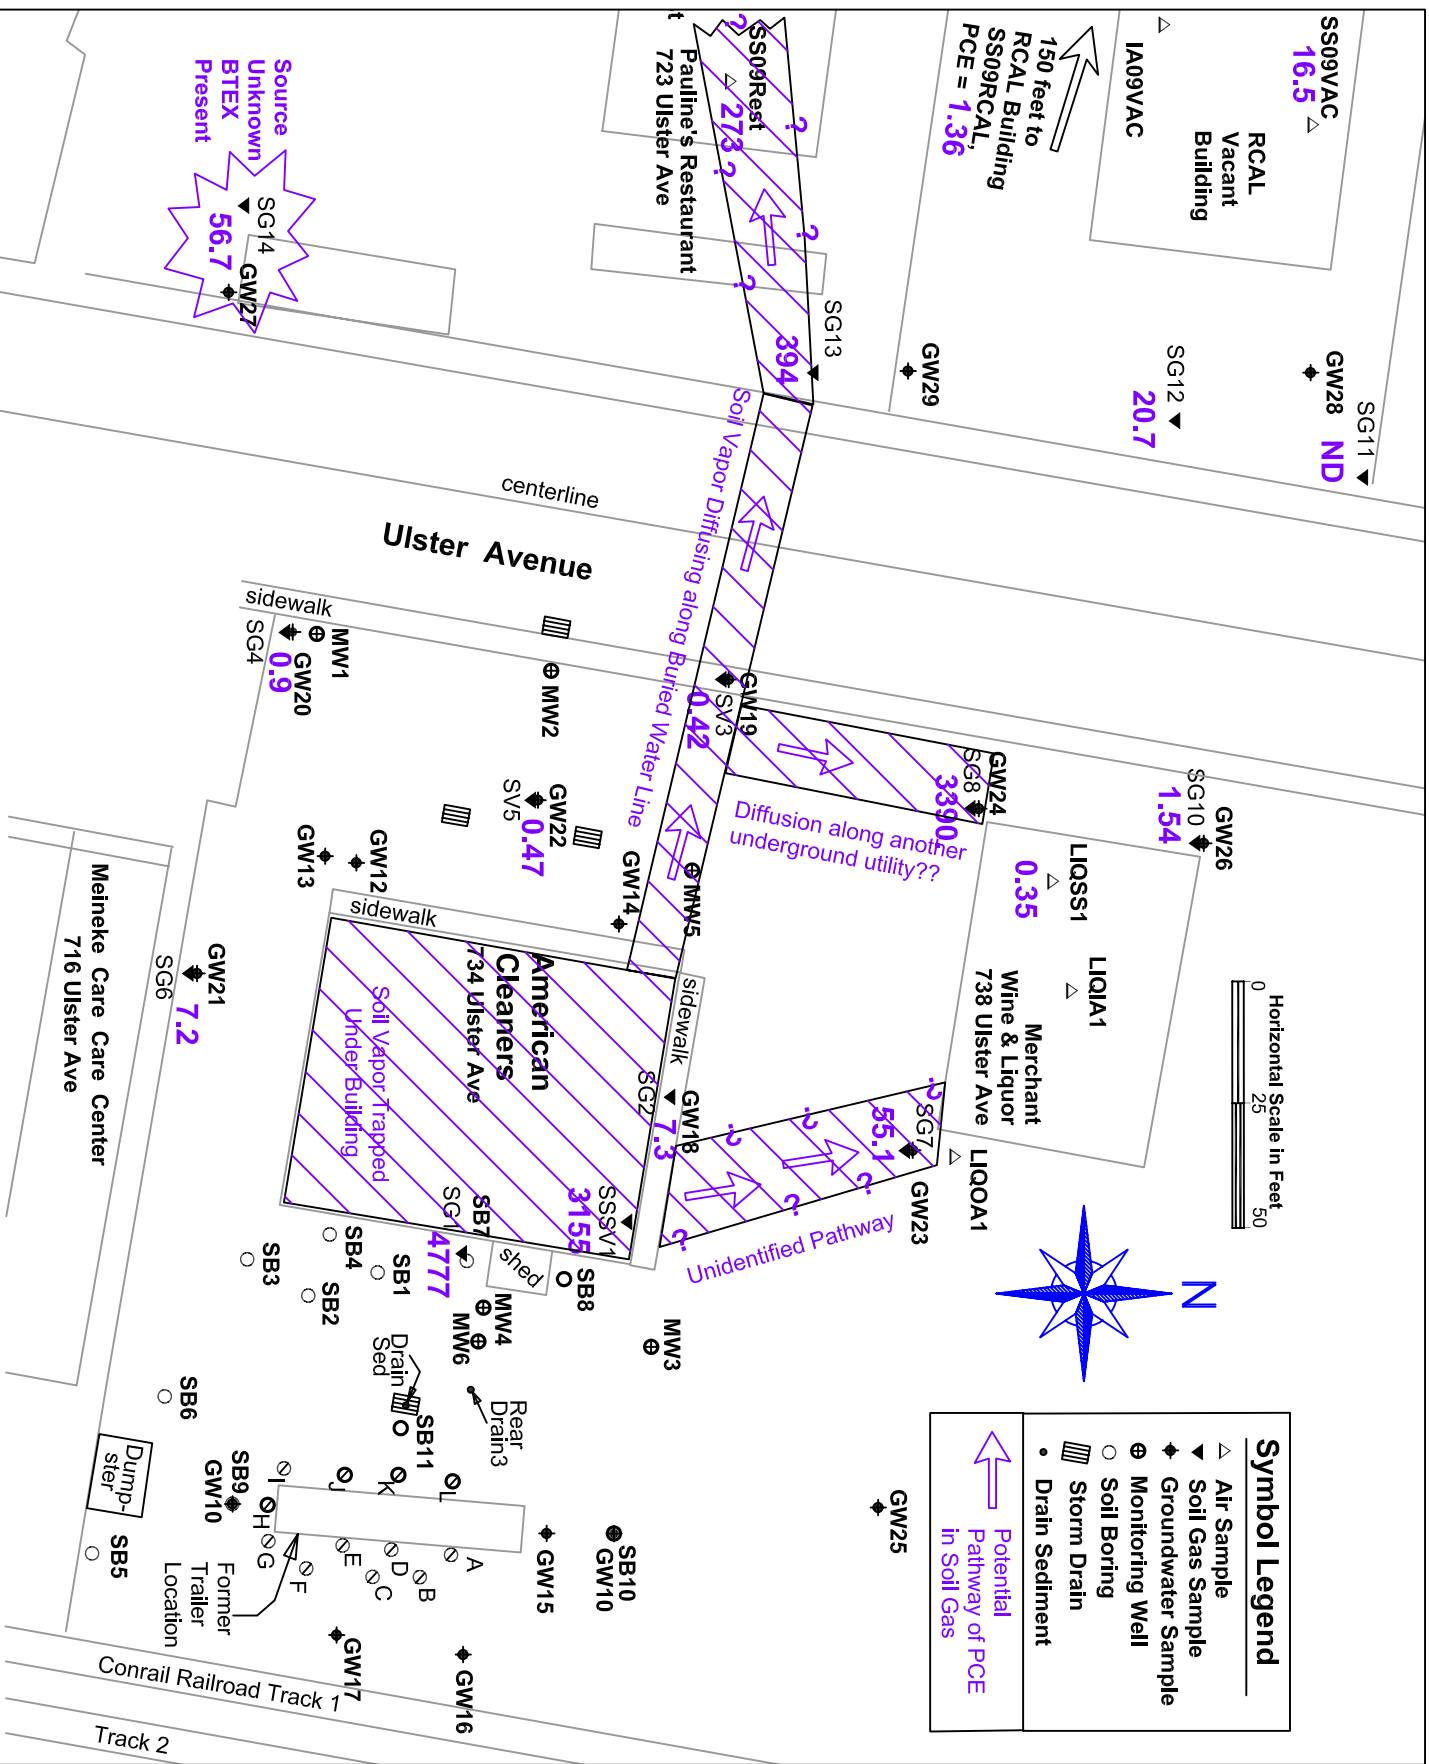 SS09VAC
16.5
IA09VAC
RCAL
Vacant
Building
150 feet to
RCAL Building
SS09RCAL,
PCE = 1.36
SS09Rest
273
?
?
?
?
?
?
Pauline's Restaurant
723 Ulster Ave
t
Source
Unknown
BTEX
Present
SG14
56.7
GW27
SG13
394
GW29
SG12
20.7
GW28
SG11
ND
centerline
Ulster Avenue
Soil Vapor Diffusing along Buried Water Line
sidewalk
SG4
MW1
GW20
0.9
MW2
GW19
SV3
0.42
GW24
SG8
3390
Diffusion along another
underground utility??
GW26
SG10
1.54
GW22
SV5
0.47
GW14
MW5
GW13
GW12
LIQSS1
0.35
LIQIA1
Merchant
Wine & Liquor
738 Ulster Ave
LIQOA1
sidewalk
sidewalk
American
Cleaners
734 Ulster Ave
Soil Vapor Trapped
Under Building
GW21
SG6
7.2
Meineke Care Care Center
716 Ulster Ave
SG2
GW18
7.3
SG7
55.1
GW23
?
?
?
?
?
?
Unidentified Pathway
SSSV1
3155
SB7
SG1
4777
shed
SB8
SB4
SB3
SB1
SB2
MW4
MW6
MW3
Drain
Sed
Rear
Drain3
SB11
SB6
Dump-
ster
SB9
GW10
SB5
I
J
K
L
H
G
F
E
D
C
B
A
Former
Trailer
Location
GW15
SB10
GW10
GW25
GW17
GW16
Conrail Railroad Track 1
Track 2
Horizontal Scale in Feet
0
25
50
N
Symbol Legend
Air Sample
Soil Gas Sample
Groundwater Sample
Monitoring Well
Soil Boring
Storm Drain
Drain Sediment
Potential
Pathway of PCE
in Soil Gas